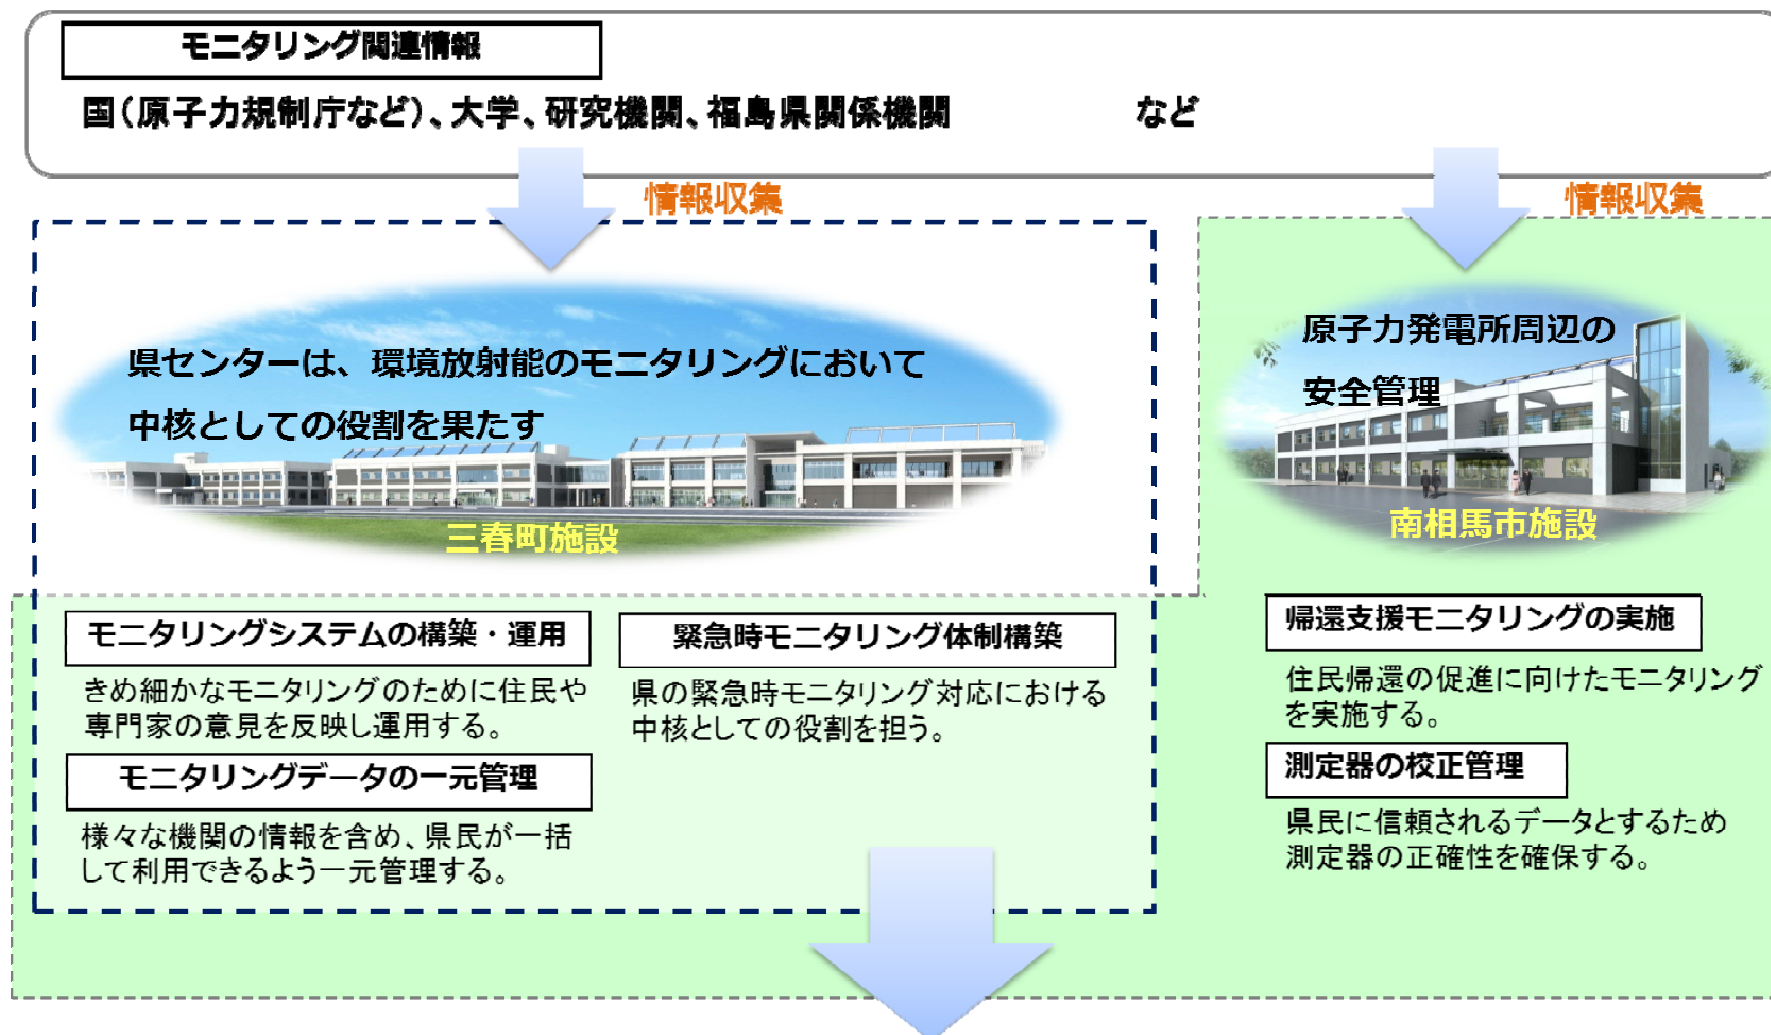 モニタリング関連情報
国(原子力規制庁など)、大学、研究機関、福島県関係機関　など
情報収集
情報収集
県センターは、環境放射能のモニタリングにおいて
中核としての役割を果たす
三春町施設
原子力発電所周辺の
安全管理
南相馬市施設
モニタリングシステムの構築・運用
きめ細かなモニタリングのために住民や
専門家の意見を反映し運用する。
モニタリングデータの一元管理
様々な機関の情報を含め、県民が一括
して利用できるよう一元管理する。
緊急時モニタリング体制構築
県の緊急時モニタリング対応における
中核としての役割を担う。
帰還支援モニタリングの実施
住民帰還の促進に向けたモニタリング
を実施する。
測定器の校正管理
県民に信頼されるデータとするため
測定器の正確性を確保する。